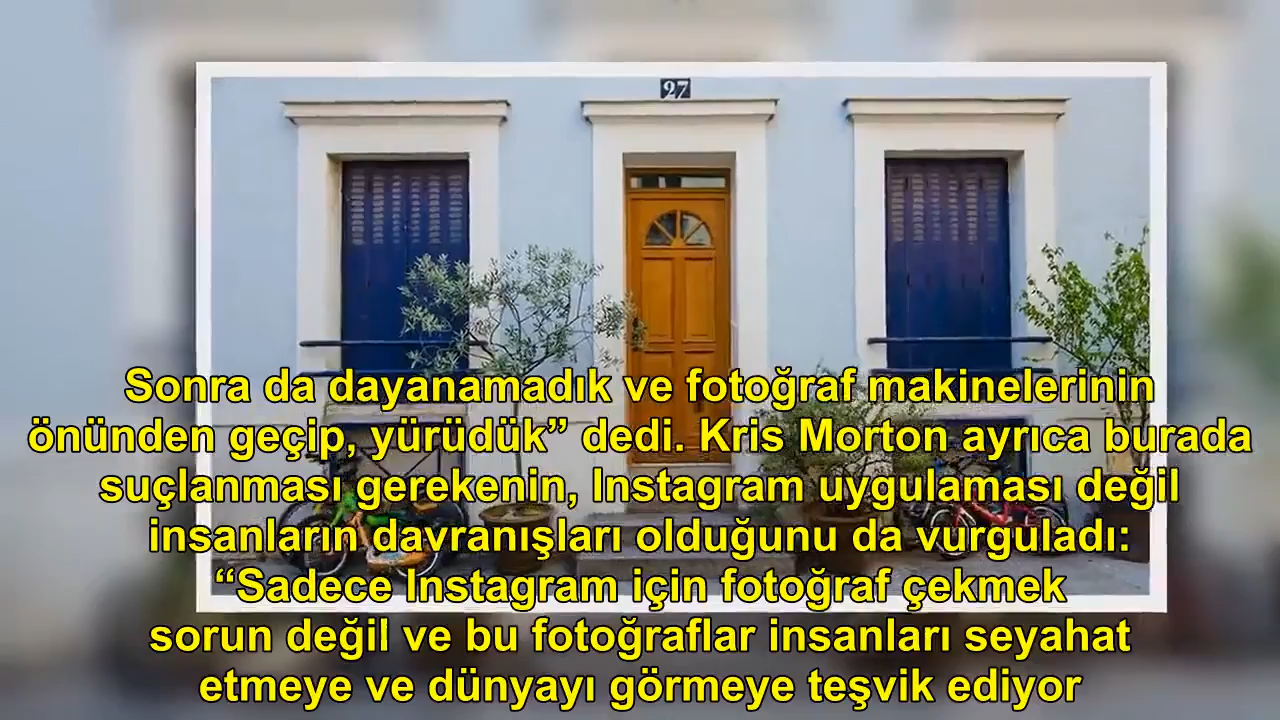 27
Sonra da dayanamadık ve fotoğraf makinelerinin
önünden geçip, yürüdük” dedi. Kris Morton ayrıca burada
suçlanması gerekenin, Instagram uygulaması değil
insanların davranışları olduğunu da vurguladı:
“Sadece Instagram için fotoğraf çekmek
sorun değil ve bu fotoğraflar insanları seyahat
etmeye ve dünyayı görmeye teşvik ediyor